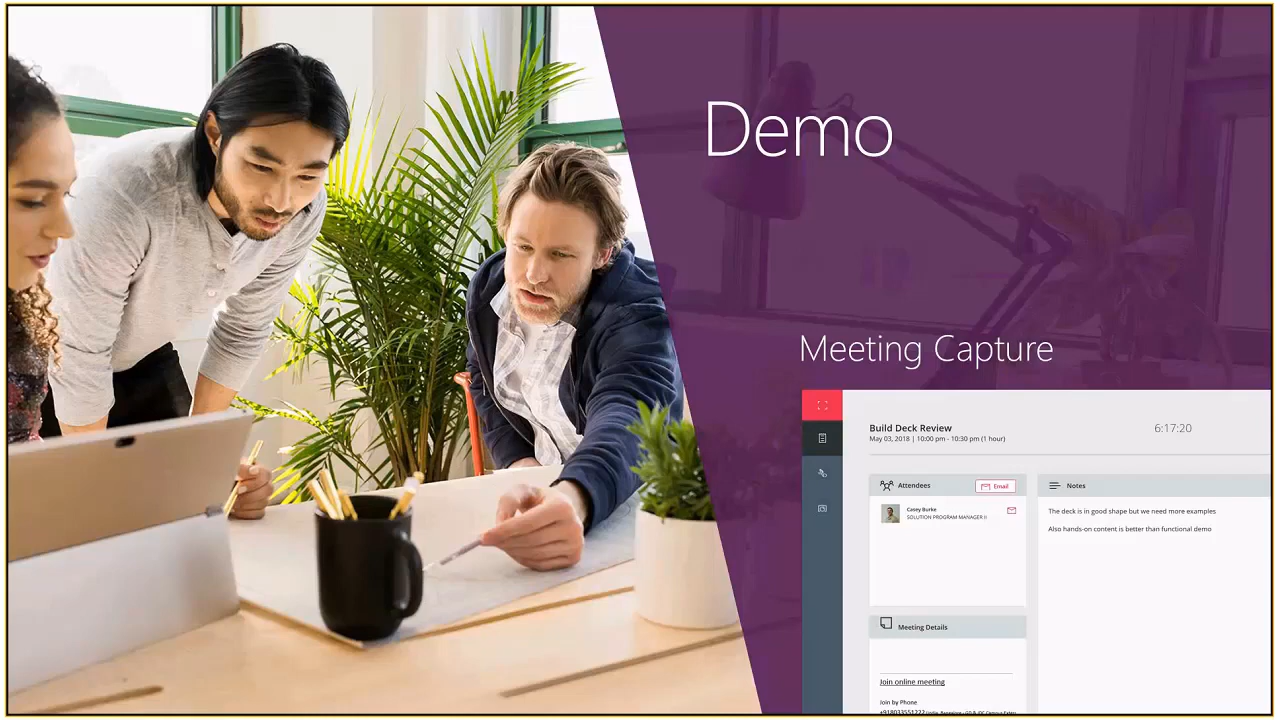 Demo
Meeting Capture
Build Deck Review
6:17:20
May 03, 2018 | 10:00 pm - 10:30 pm (1 hour)
Attendees
Email
Notes
Casey Burke
SOLUTION PROGRAM MANAGER II
The deck is in good shape but we need more examples
Also hands-on content is better than functional demo
Meeting Details
Join online meeting
Join by Phone
+918033551222